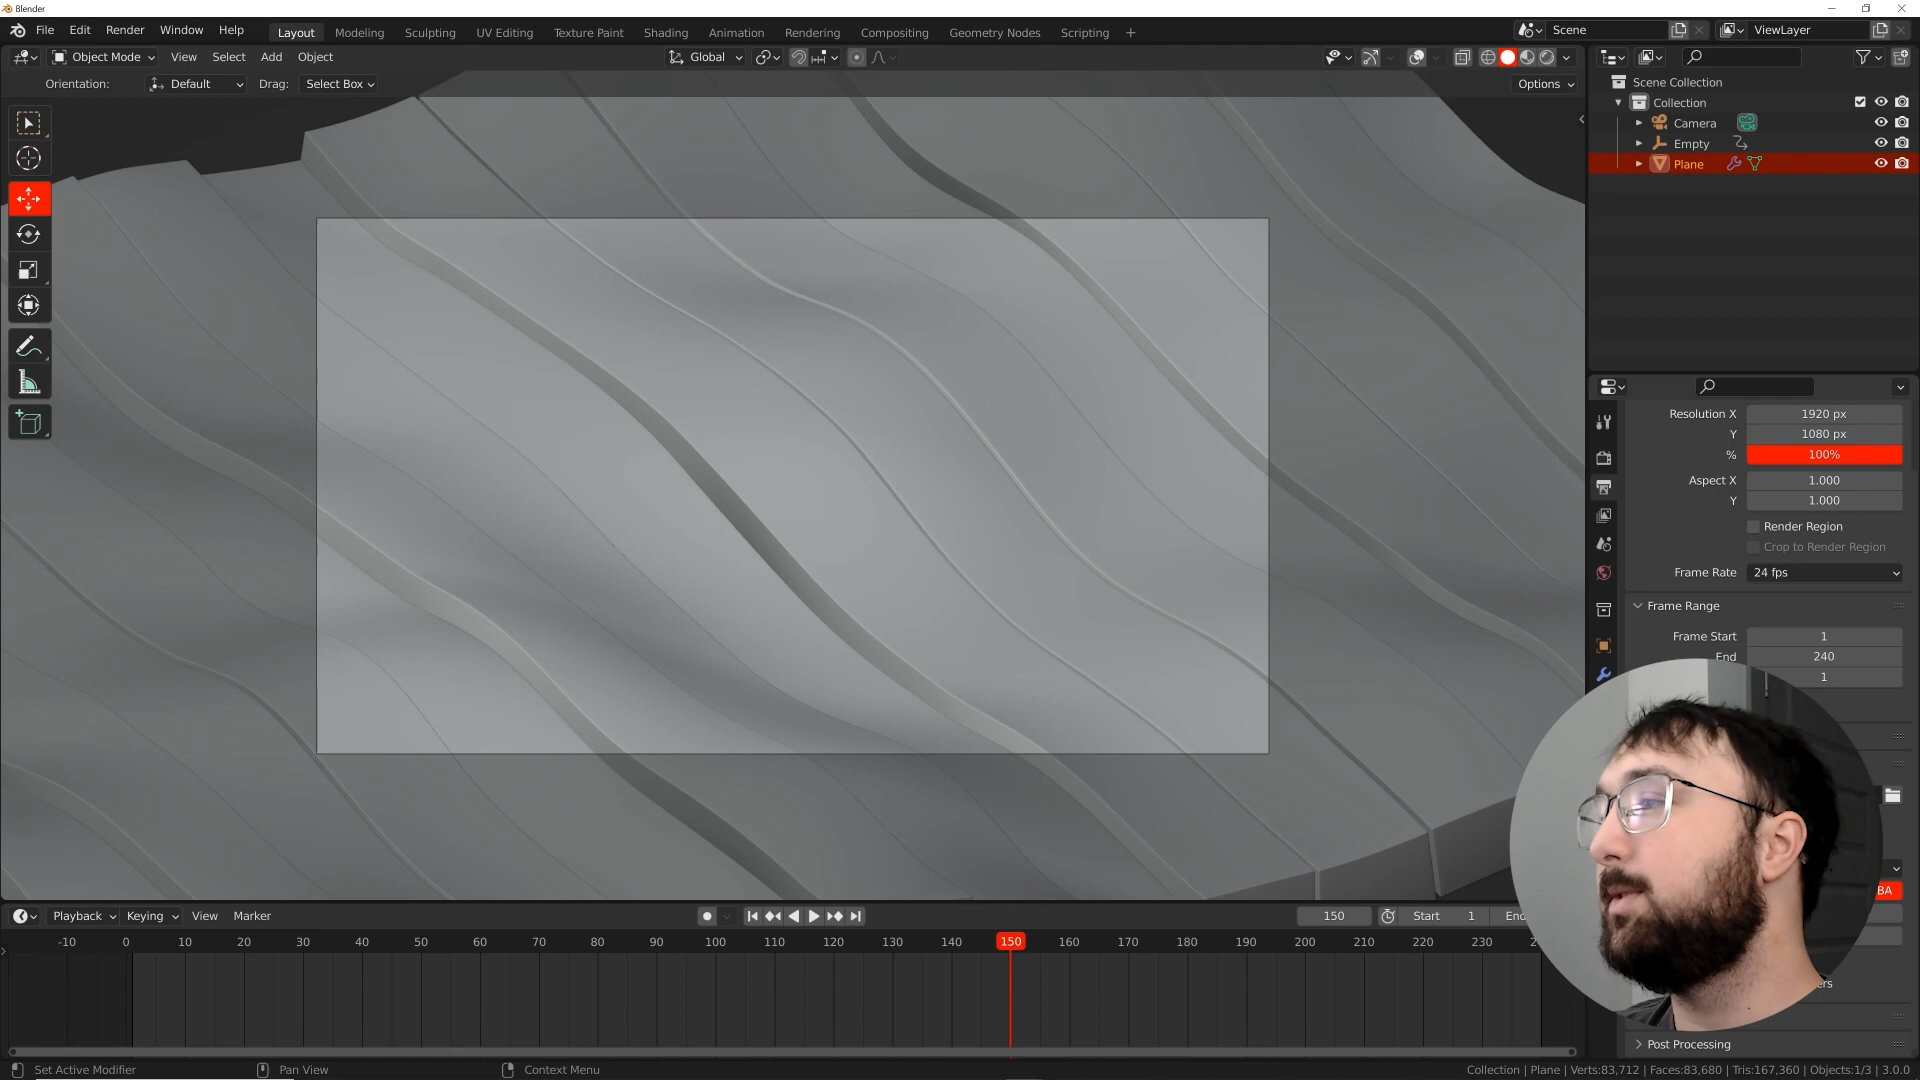 Blender
File Edit Render Window Help
Layout Modeling Sculpting UV Editing Texture Paint Shading Animation Rendering Compositing Geometry Nodes Scripting +
Scene
ViewLayer
Object Mode View Select Add Object
Global
Orientation: Default Drag: Select Box
Options
Scene Collection
Collection
Camera
Empty
Plane
Resolution X 1920 px
Y 1080 px
% 100%
Aspect X 1.000
Y 1.000
Render Region
Crop to Render Region
Frame Rate 24 fps
Frame Range
Frame Start 1
End 240
1
BA
ers
Post Processing
Playback Keying View Marker
150 Start 1 End
-10 0 10 20 30 40 50 60 70 80 90 100 110 120 130 140 150 160 170 180 190 200 210 220 230
Set Active Modifier
Pan View
Context Menu
Collection | Plane | Verts:83,712 | Faces:83,680 | Tris:167,360 | Objects:1/3 | 3.0.0